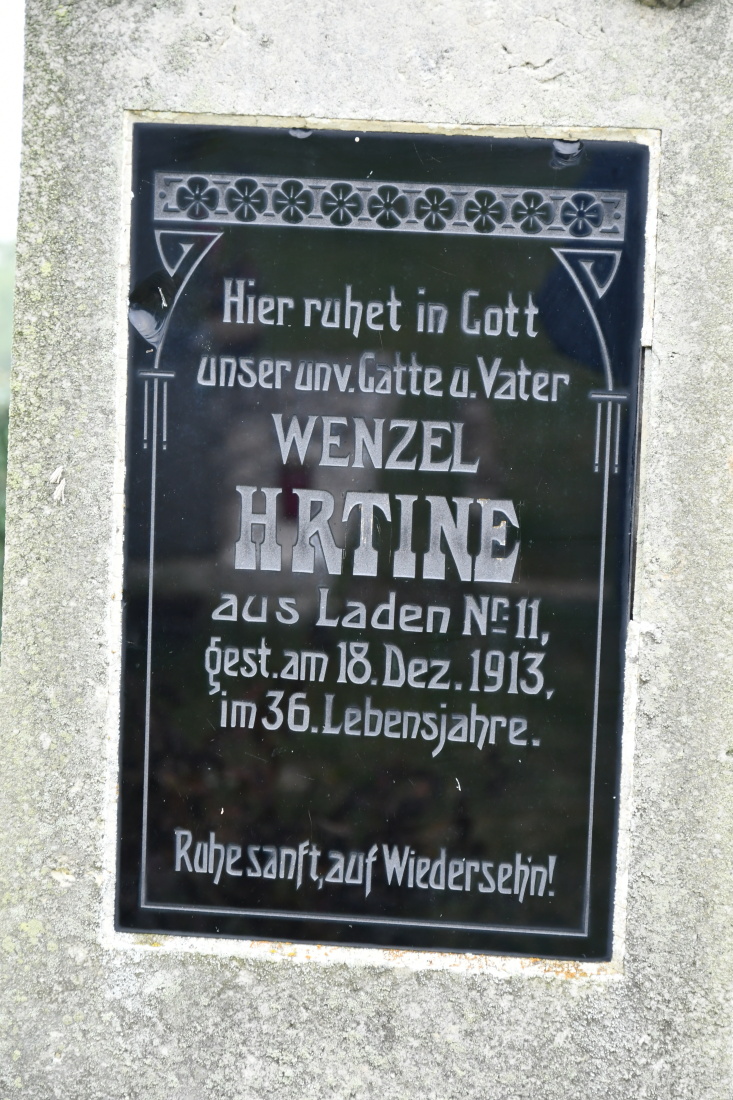 Hier ruhet in Gott
unser unv. Gatte u. Vater
WENZEL
HRTINE
aus Laden Nr. 11,
gest. am 18. Dez. 1913,
im 36. Lebensjahre.
Ruhe sanft, auf Wiedersehn!